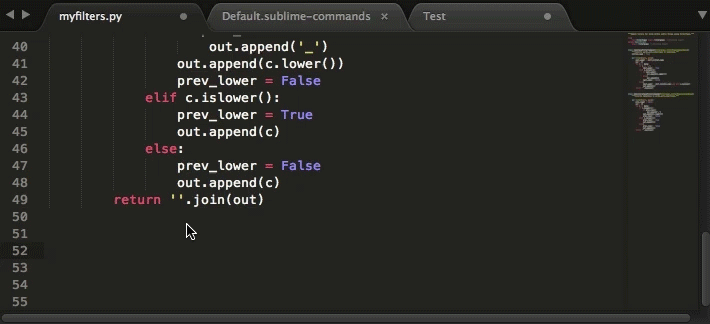 myfilters.py
Default.sublime-commands ×
Test
40 out.append('_')
41 out.append(c.lower())
42 prev_lower = False
43 elif c.islower():
44 prev_lower = True
45 out.append(c)
46 else:
47 prev_lower = False
48 out.append(c)
49 return ''.join(out)
50
51
52
53
54
55